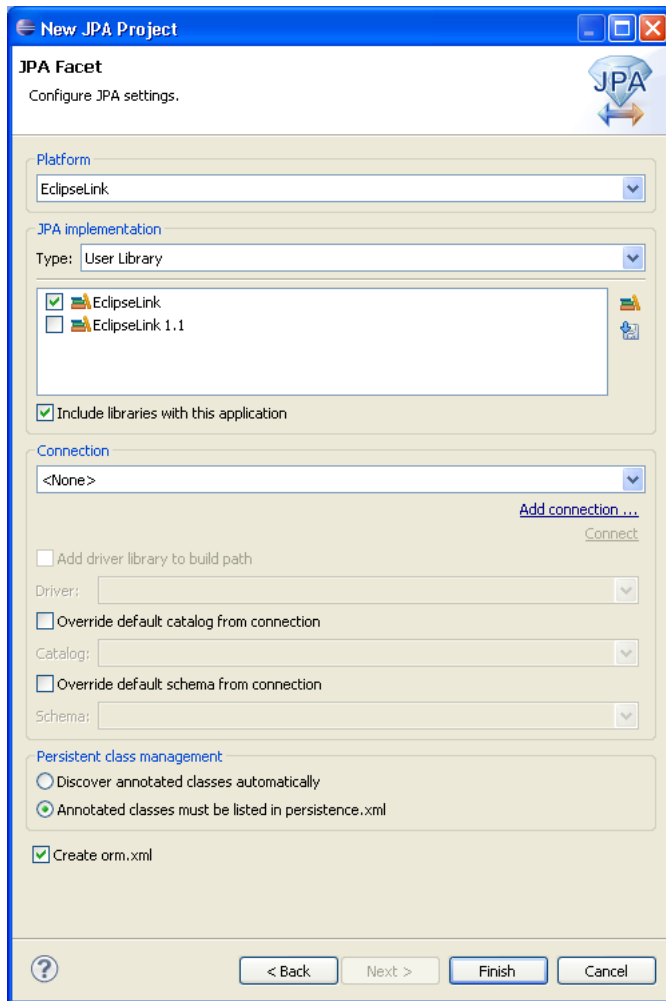 New JPA Project
JPA Facet
Configure JPA settings.
JPA
Platform
EclipseLink
JPA implementation
Type: User Library
EclipseLink
EclipseLink 1.1
Include libraries with this application
Connection
<None>
Add connection ...
Connect
Add driver library to build path
Driver:
Override default catalog from connection
Catalog:
Override default schema from connection
Schema:
Persistent class management
Discover annotated classes automatically
Annotated classes must be listed in persistence.xml
Create orm.xml
? < Back Next > Finish Cancel